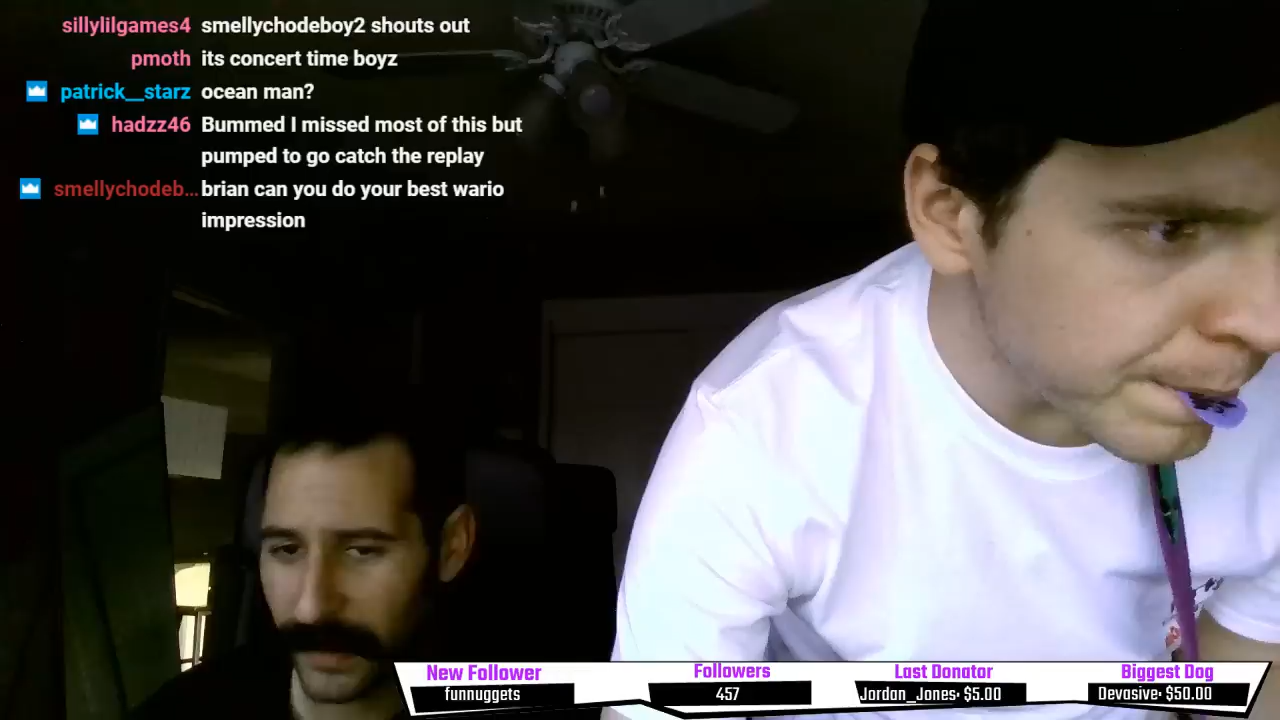 sillylilgames4 smellychodeboy2 shouts out
pmoth its concert time boyz
patrick__starz ocean man?
hadzz46 Bummed I missed most of this but
pumped to go catch the replay
smellychodeb... brian can you do your best wario
impression
New Follower Followers Last Donator Biggest Dog
funnuggets 457 Jordan_Jones: $5.00 Devasive: $50.00